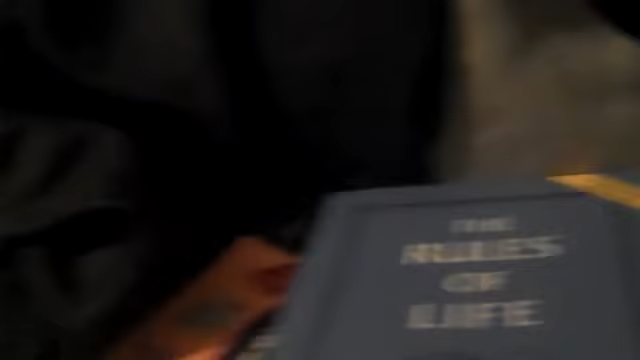 THE
RULES
OF
LIFE